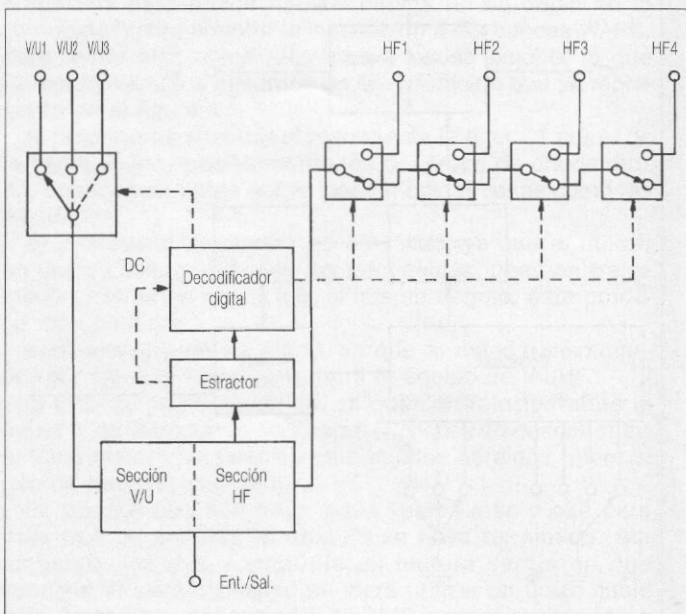 V/U1 V/U2 V/U3
HF1 HF2 HF3 HF4
DC
Decodificador
digital
Estractor
Sección
V/U
Sección
HF
Ent./Sal.